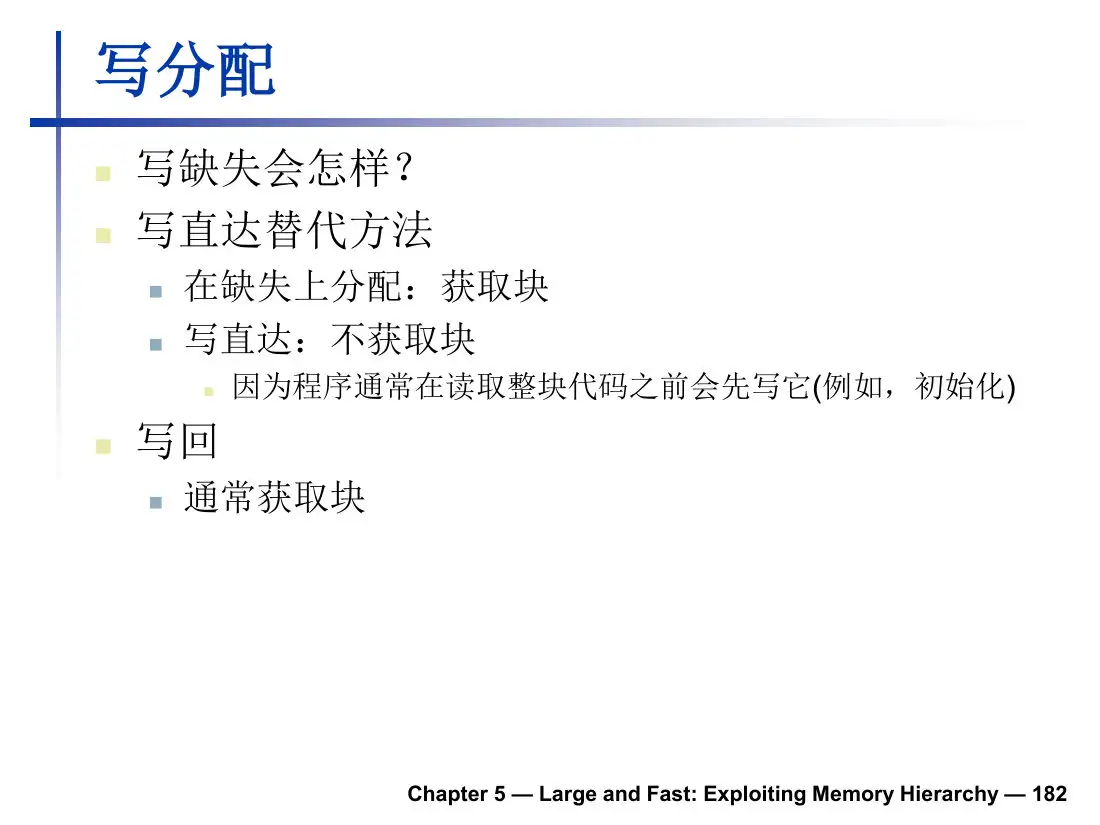 写分配
写缺失会怎样？
写直达替代方法
在缺失上分配：获取块
写直达：不获取块
因为程序通常在读取整块代码之前会先写它(例如，初始化)
写回
通常获取块
Chapter 5 — Large and Fast: Exploiting Memory Hierarchy — 182